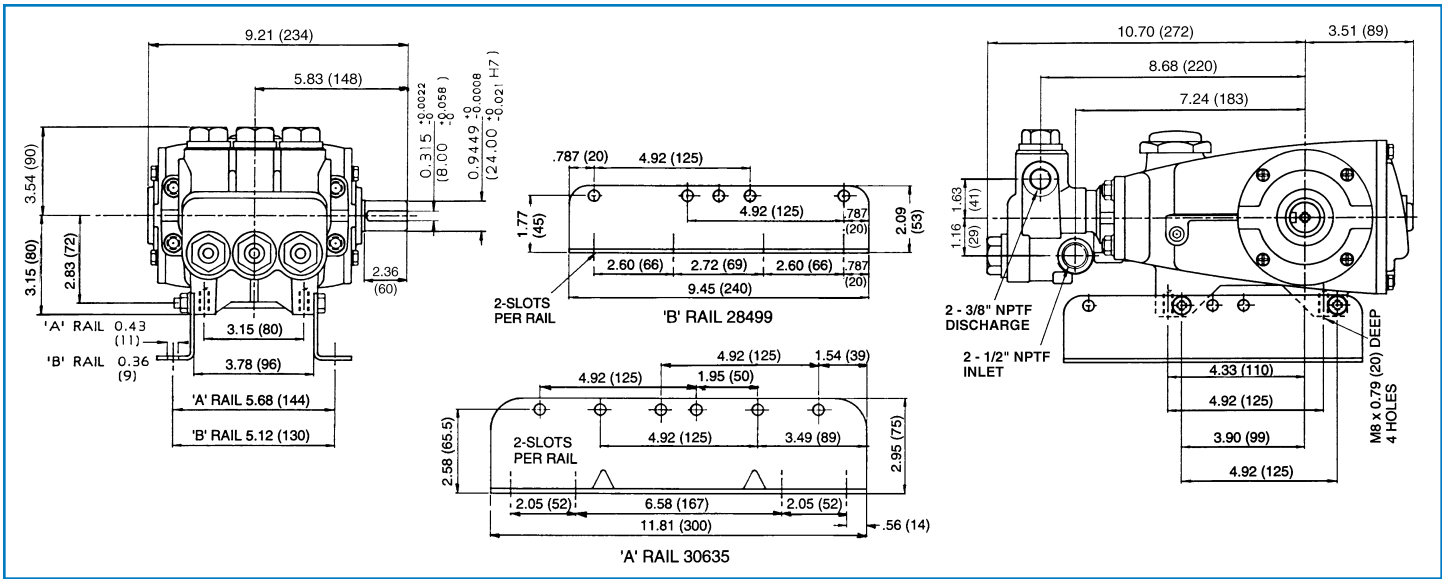 9.21 (234)
5.83 (148)
0.315 +0.0022 -0
(8.00 +0.058 -0 )
0.9449 +0 -0.0008
(24.00 +0 -0.021 H7)
3.54 (90)
3.15 (80)
2.83 (72)
2.36
(60)
'A' RAIL 0.43
(11)
'B' RAIL 0.36
(9)
3.15 (80)
3.78 (96)
'A' RAIL 5.68 (144)
'B' RAIL 5.12 (130)
.787 (20)
4.92 (125)
4.92 (125)
.787
(20)
1.77
(45)
2.09
(53)
2.60 (66)
2.72 (69)
2.60 (66)
.787
(20)
9.45 (240)
2-SLOTS
PER RAIL
'B' RAIL 28499
4.92 (125)
1.54 (39)
4.92 (125)
1.95 (50)
2.58 (65.5)
2-SLOTS
PER RAIL
4.92 (125)
3.49 (89)
2.95 (75)
2.05 (52)
6.58 (167)
2.05 (52)
11.81 (300)
.56 (14)
'A' RAIL 30635
10.70 (272)
3.51 (89)
8.68 (220)
7.24 (183)
1.63
(41)
1.16
(29)
2 - 3/8" NPTF
DISCHARGE
2 - 1/2" NPTF
INLET
4.33 (110)
4.92 (125)
3.90 (99)
4.92 (125)
M8 x 0.79 (20) DEEP
4 HOLES